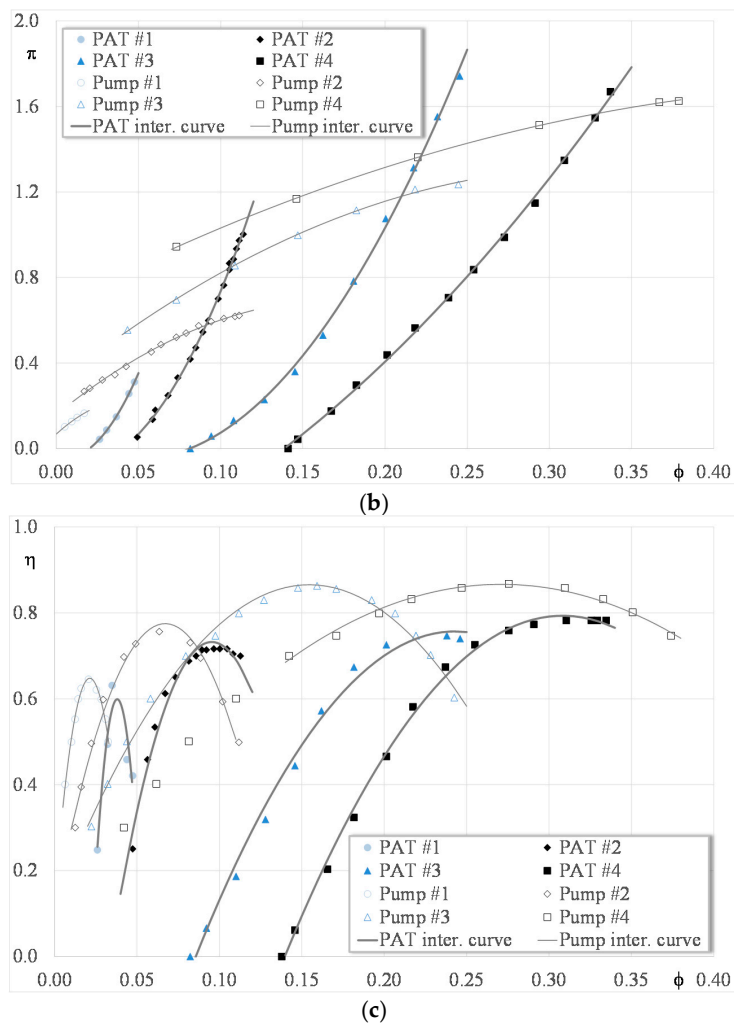 2.0
π
1.6
1.2
0.8
0.4
0.0
PAT #1 PAT #2
PAT #3 PAT #4
Pump #1 Pump #2
Pump #3 Pump #4
PAT inter. curve Pump inter. curve
0.00 0.05 0.10 0.15 0.20 0.25 0.30 0.35 ϕ 0.40
(b)
1.0
η
0.8
0.6
0.4
0.2
0.0
PAT #1 PAT #2
PAT #3 PAT #4
Pump #1 Pump #2
Pump #3 Pump #4
PAT inter. curve Pump inter. curve
0.00 0.05 0.10 0.15 0.20 0.25 0.30 0.35 ϕ 0.40
(c)